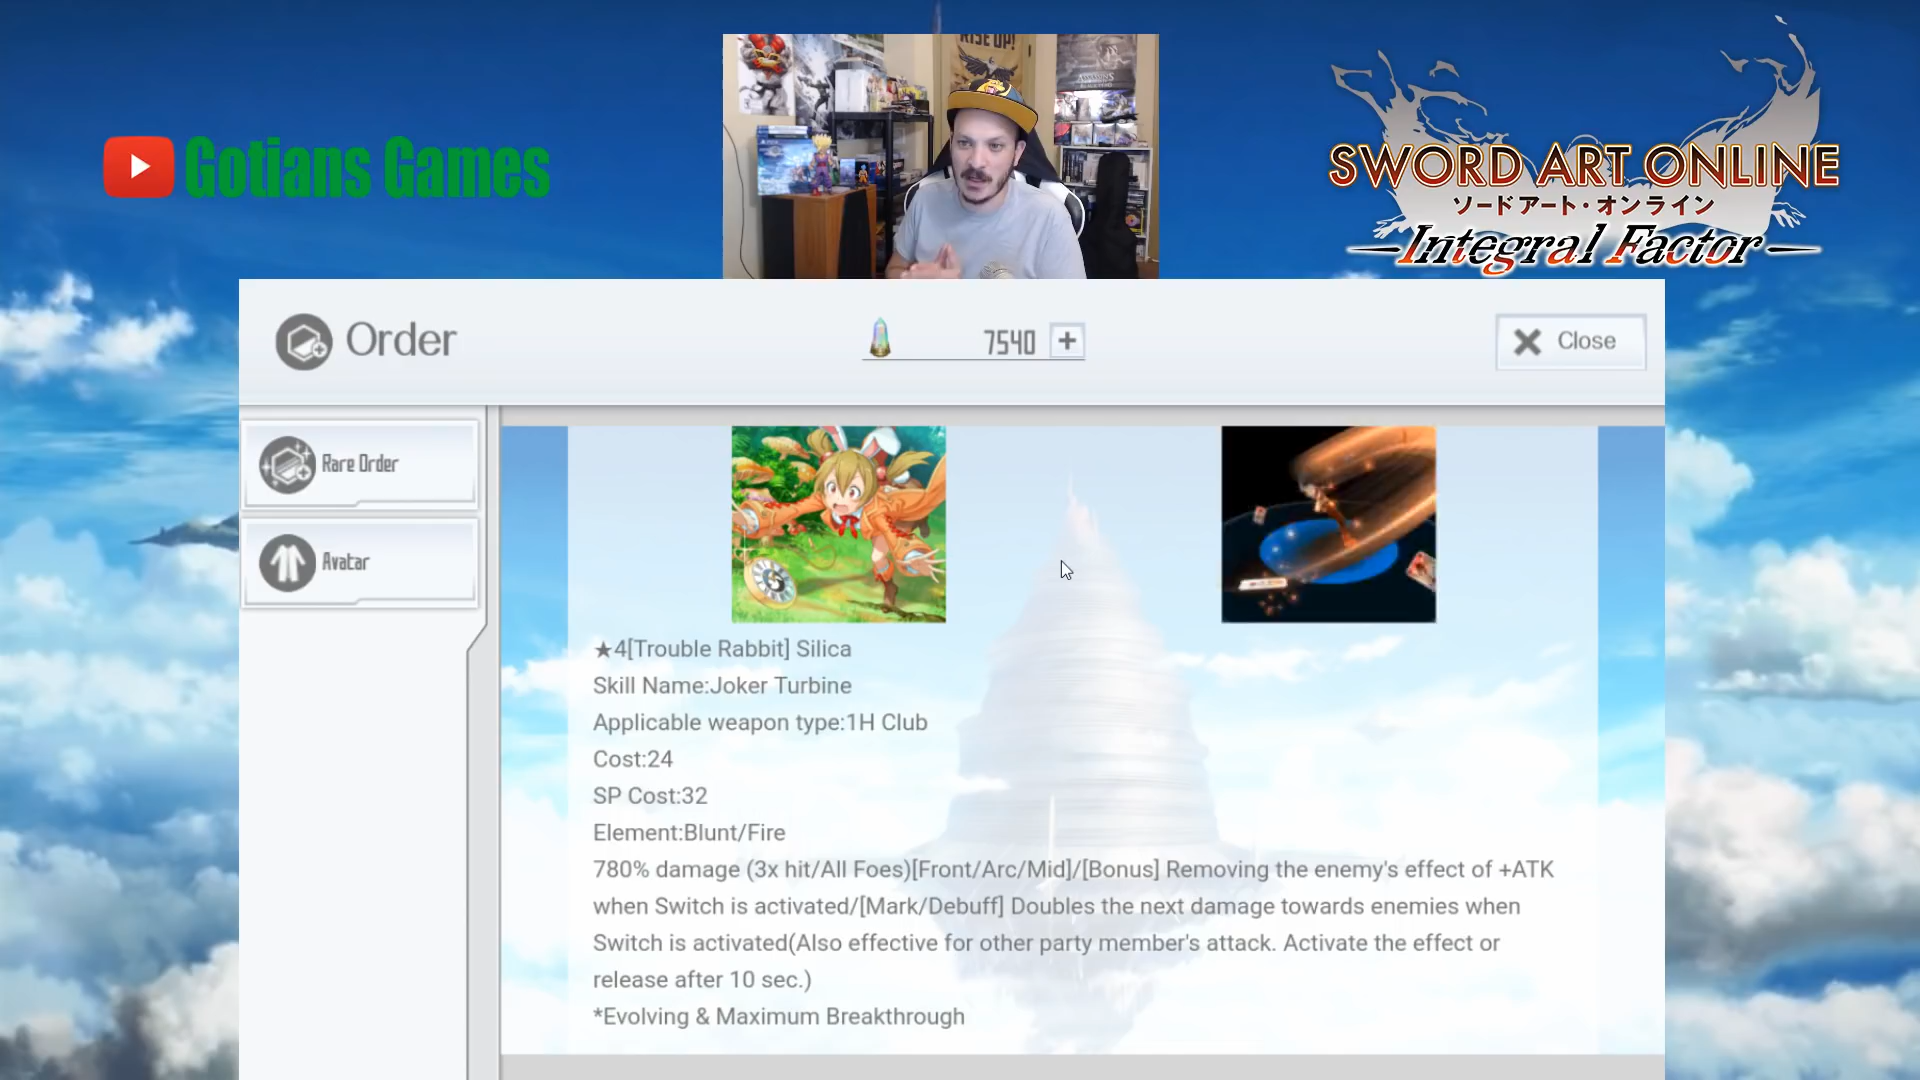 RISE UP!
Gotians Games
SWORD ART ONLINE
ソードアート・オンライン
Integral Factor
Order
7540
+
Close
Rare Order
Avatar
★4[Trouble Rabbit] Silica
Skill Name:Joker Turbine
Applicable weapon type:1H Club
Cost:24
SP Cost:32
Element:Blunt/Fire
780% damage (3x hit/All Foes)[Front/Arc/Mid]/[Bonus] Removing the enemy's effect of +ATK
when Switch is activated/[Mark/Debuff] Doubles the next damage towards enemies when
Switch is activated(Also effective for other party member's attack. Activate the effect or
release after 10 sec.)
*Evolving & Maximum Breakthrough